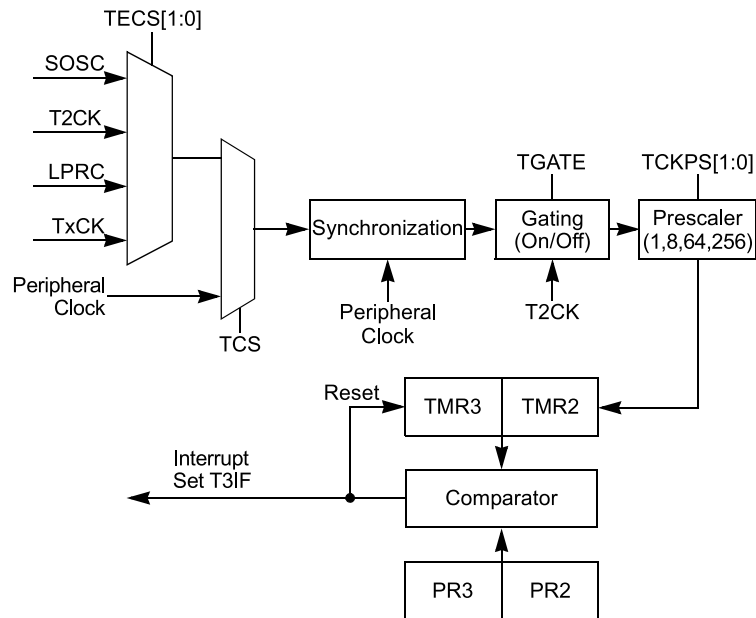 TECS[1:0]
SOSC
T2CK
LPRC
TxCK
Peripheral
Clock
TCS
Synchronization
Peripheral
Clock
TGATE
Gating
(On/Off)
T2CK
TCKPS[1:0]
Prescaler
(1,8,64,256)
Reset
TMR3
TMR2
Interrupt
Set T3IF
Comparator
PR3
PR2